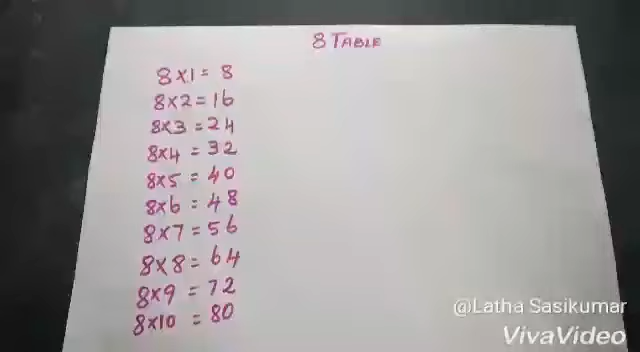 8 TABLE
8x1 = 8
8x2 = 16
8x3 = 24
8x4 = 32
8x5 = 40
8x6 = 48
8x7 = 56
8x8 = 64
8x9 = 72
8x10 = 80
@Latha Sasikumar
VivaVideo